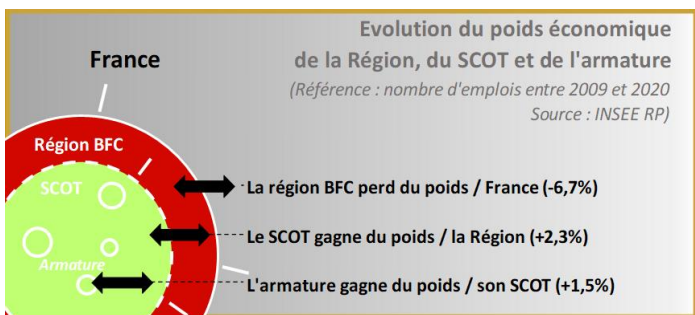 Evolution du poids économique
de la Région, du SCOT et de l'armature
(Référence : nombre d'emplois entre 2009 et 2020
Source : INSEE RP)
France
Région BFC
SCOT
Armature
La région BFC perd du poids / France (-6,7%)
Le SCOT gagne du poids / la Région (+2,3%)
L'armature gagne du poids / son SCOT (+1,5%)